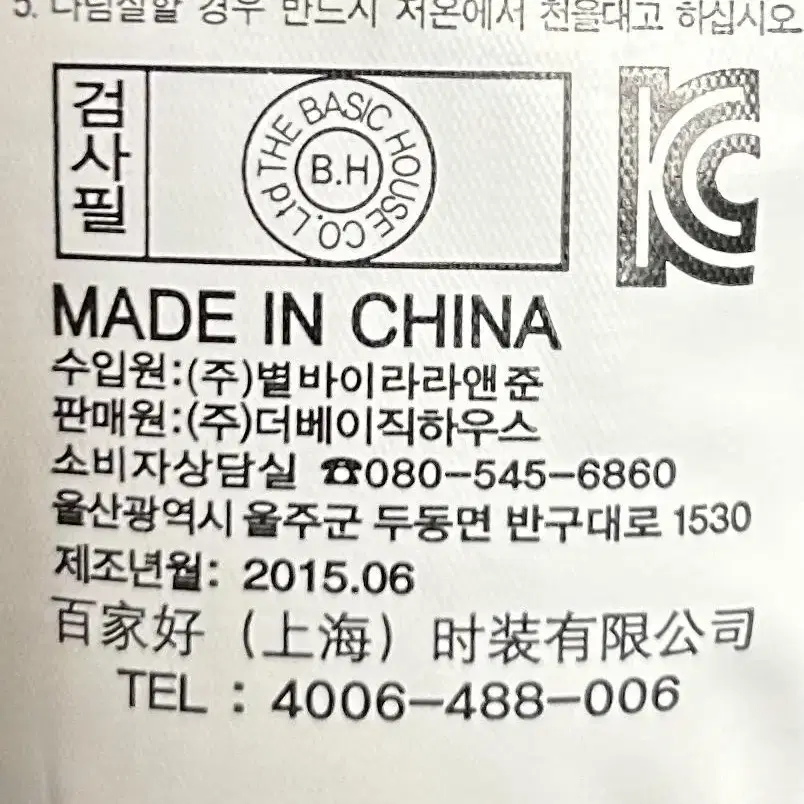 5. 다림질할 경우 반드시 저온에서 천을대고 하십시오
검사필
THE BASIC HOUSE CO.Ltd
B.H
MADE IN CHINA
수입원:(주)별바이라라앤준
판매원:(주)더베이직하우스
소비자상담실 ☎080-545-6860
울산광역시 울주군 두동면 반구대로 1530
제조년월: 2015.06
百家好（上海）时装有限公司
TEL : 4006-488-006